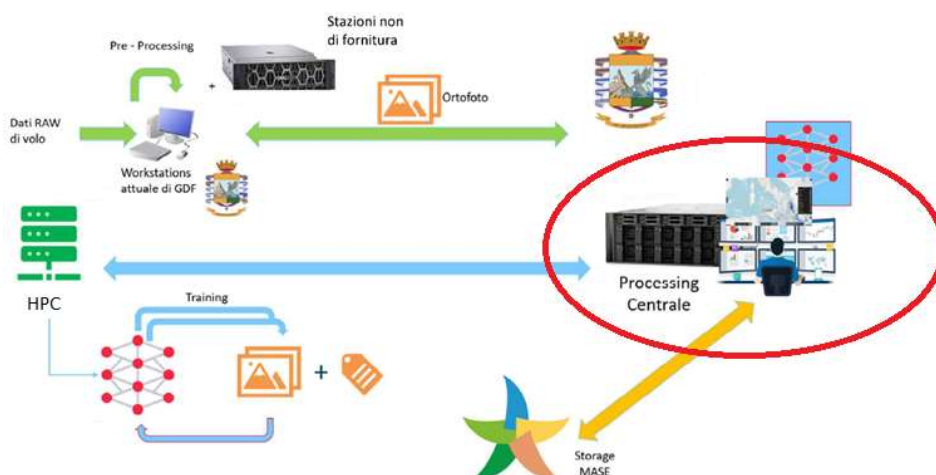 Stazioni non
di fornitura
Pre - Processing
+
Ortofoto
Dati RAW
di volo
Workstations
attuale di GDF
HPC
Training
+
Processing
Centrale
Storage
MASE